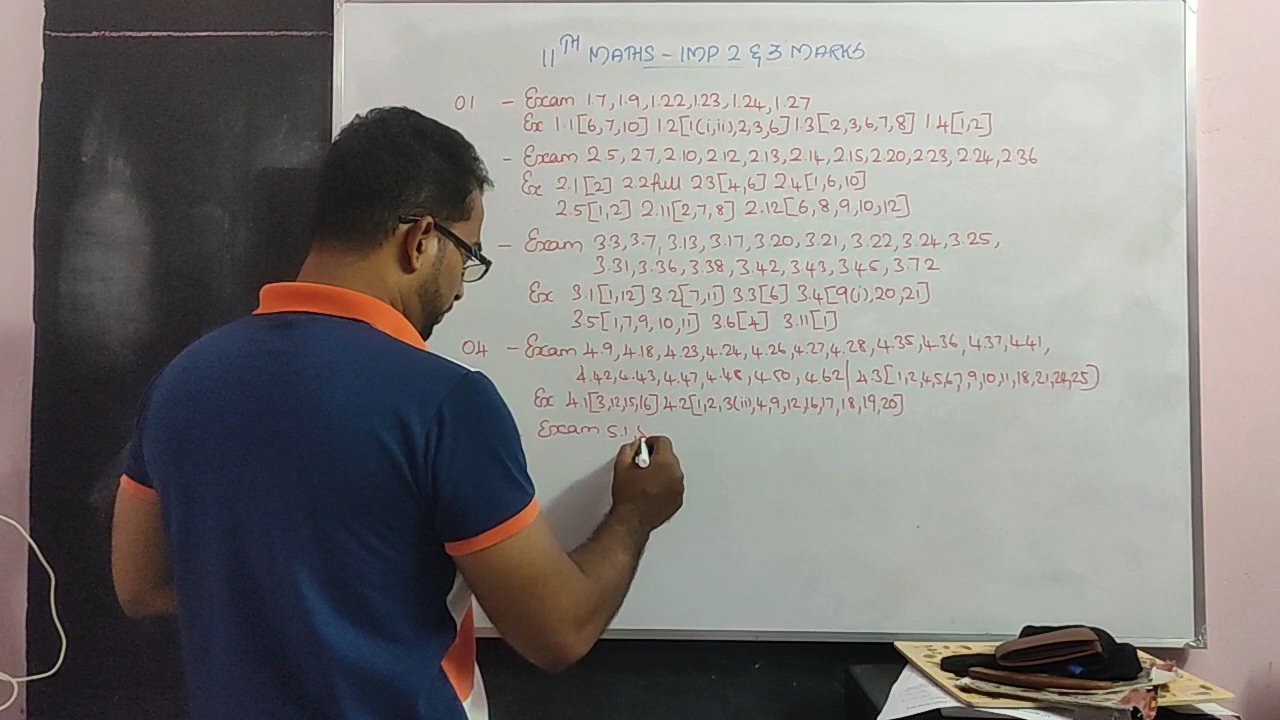 11TH MATHS - IMP 2 & 3 MARKS
01 - Exam 1.7, 1.9, 1.22, 1.23, 1.24, 1.27
Ex 1.1[6,7,10] 1.2[1(i,ii),2,3,6] 1.3[2,3,6,7,8] 1.4[1,2]
- Exam 2.5, 2.7, 2.10, 2.12, 2.13, 2.14, 2.15, 2.20, 2.23, 2.24, 2.36
Ex 2.1[2] 2.2full 2.3[4,6] 2.4[1,6,10]
2.5[1,2] 2.11[2,7,8] 2.12[6,8,9,10,12]
- Exam 3.3, 3.7, 3.13, 3.17, 3.20, 3.21, 3.22, 3.24, 3.25,
3.31, 3.36, 3.38, 3.42, 3.43, 3.45, 3.72
Ex 3.1[1,12] 3.2[7,11] 3.3[6] 3.4[9(i),20,21]
3.5[1,7,9,10,11] 3.6[4] 3.11[1]
04 - Exam 4.9, 4.18, 4.23, 4.24, 4.26, 4.27, 4.28, 4.35, 4.36, 4.37, 4.41,
4.42, 4.43, 4.47, 4.48, 4.50, 4.62| 4.3[1,2,4,5,6,7,9,10,11,18,21,24,25]
Ex 4.1[3,12,15,16] 4.2[1,2,3(iii),4,9,12,16,17,18,19,20]
Exam 5.1,